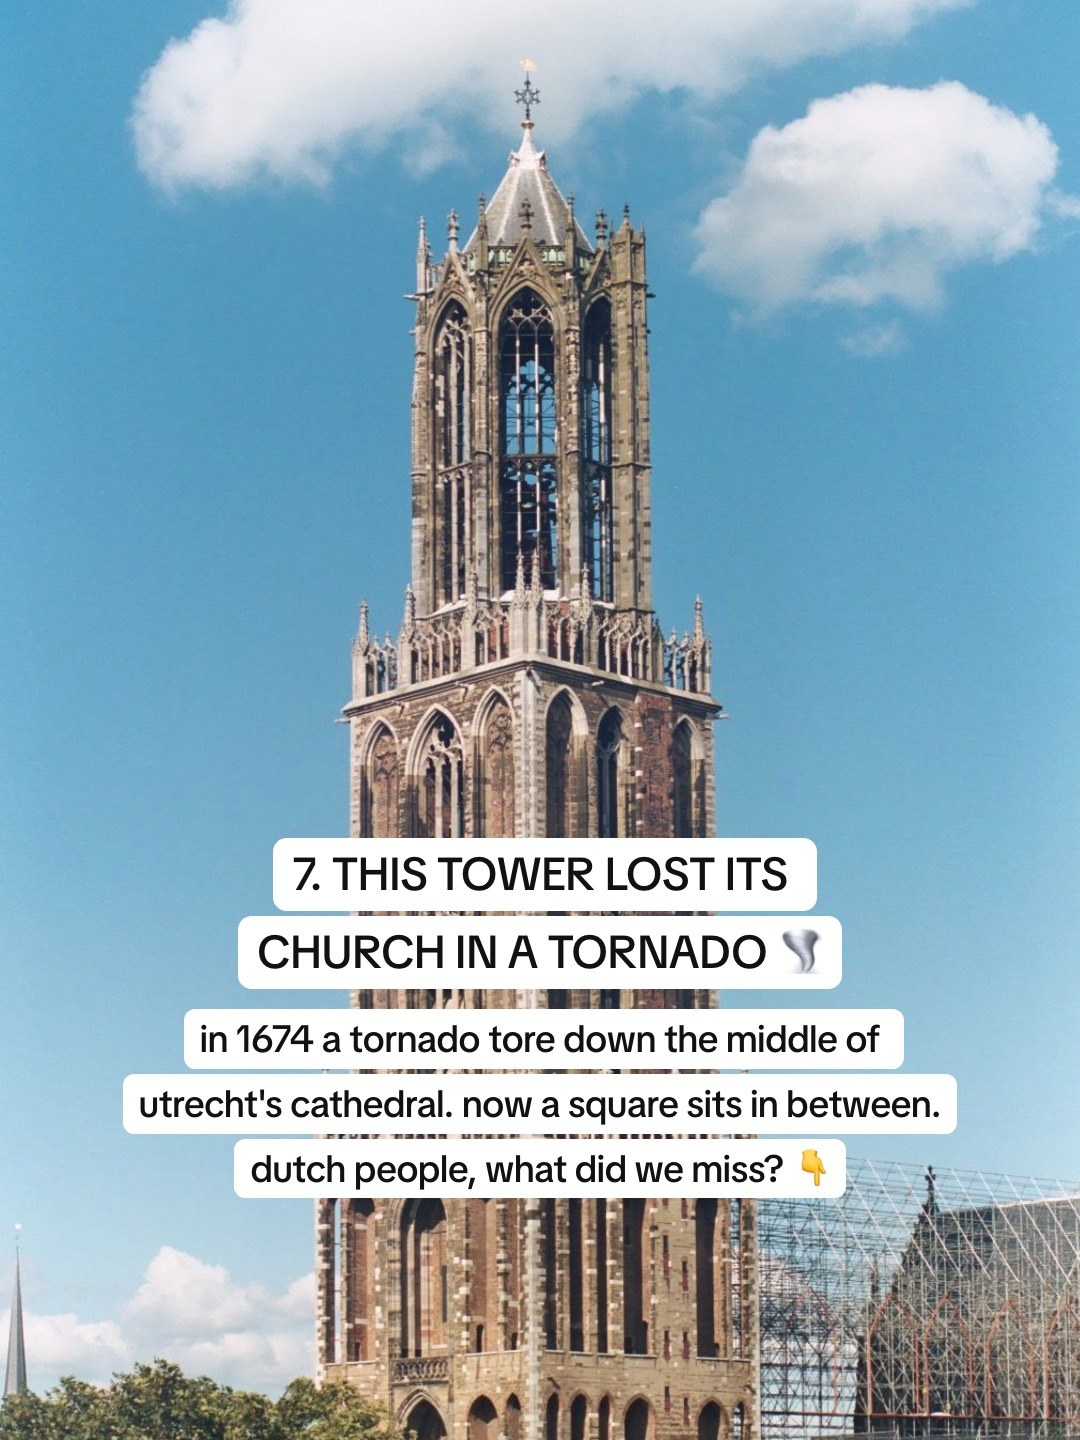 7. THIS TOWER LOST ITS
CHURCH IN A TORNADO 🌪️
in 1674 a tornado tore down the middle of
utrecht's cathedral. now a square sits in between.
dutch people, what did we miss? 👇